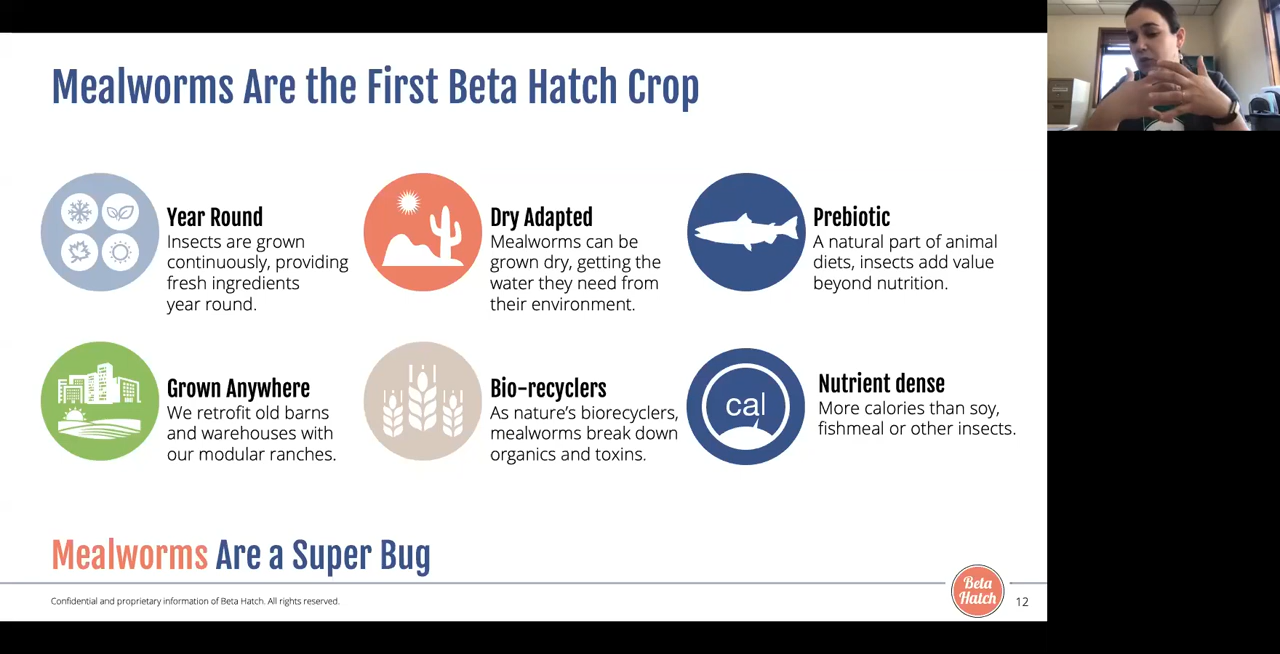 Mealworms Are the First Beta Hatch Crop
Year Round
Insects are grown
continuously, providing
fresh ingredients
year round.
Dry Adapted
Mealworms can be
grown dry, getting the
water they need from
their environment.
Prebiotic
A natural part of animal
diets, insects add value
beyond nutrition.
Grown Anywhere
We retrofit old barns
and warehouses with
our modular ranches.
Bio-recyclers
As nature’s biorecyclers,
mealworms break down
organics and toxins.
cal
Nutrient dense
More calories than soy,
fishmeal or other insects.
Mealworms Are a Super Bug
Confidential and proprietary information of Beta Hatch. All rights reserved.
Beta
Hatch
12